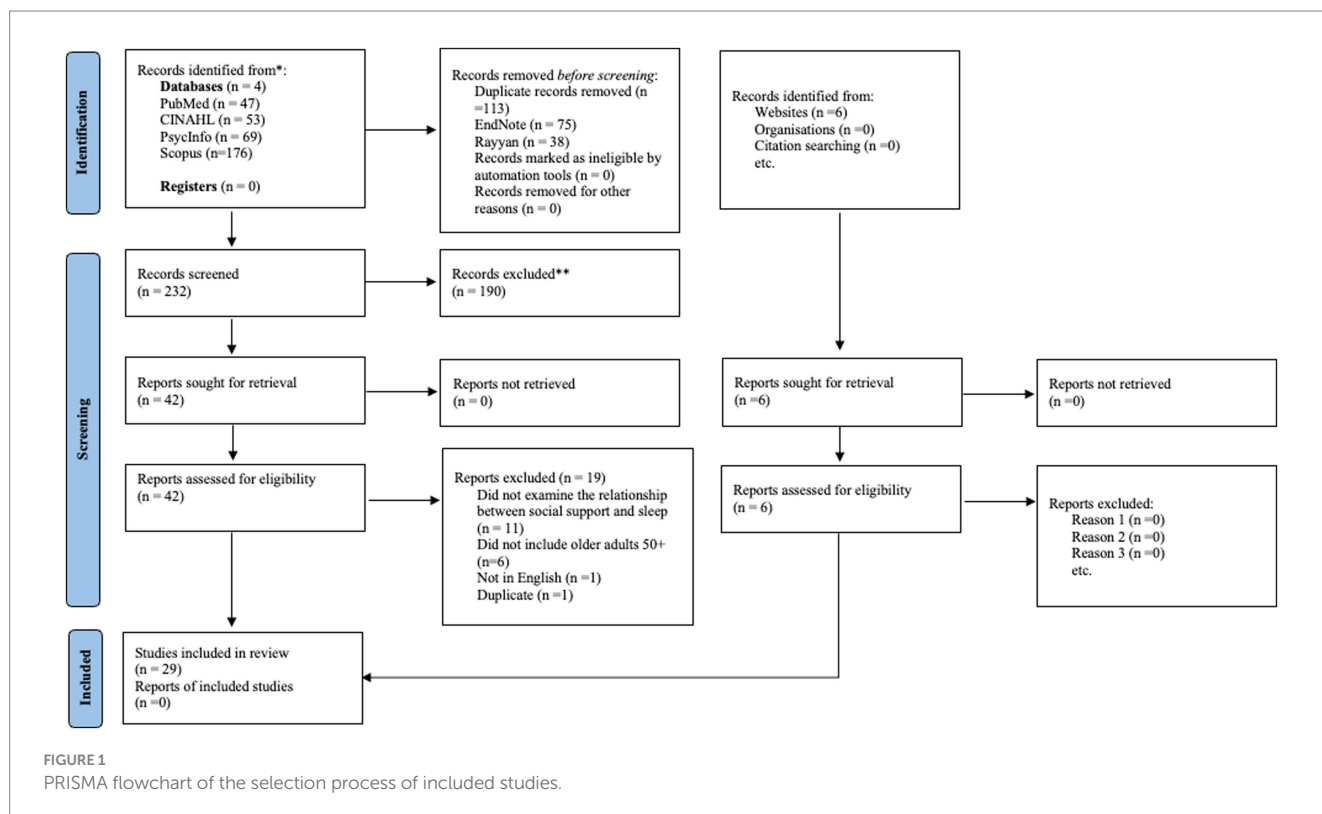 Identification
Records identified from*:
Databases (n = 4)
PubMed (n = 47)
CINAHL (n = 53)
PsycInfo (n = 69)
Scopus (n=176)
Registers (n = 0)
Records removed before screening:
Duplicate records removed (n
=113)
EndNote (n = 75)
Rayyan (n = 38)
Records marked as ineligible by
automation tools (n = 0)
Records removed for other
reasons (n = 0)
Records identified from:
Websites (n =6)
Organisations (n =0)
Citation searching (n =0)
etc.
Screening
Records screened
(n = 232)
Records excluded**
(n = 190)
Reports sought for retrieval
(n = 42)
Reports not retrieved
(n = 0)
Reports sought for retrieval
(n =6)
Reports not retrieved
(n =0)
Reports assessed for eligibility
(n = 42)
Reports excluded (n = 19)
Did not examine the relationship
between social support and sleep
(n = 11)
Did not include older adults 50+
(n=6)
Not in English (n =1)
Duplicate (n =1)
Reports assessed for eligibility
(n = 6)
Reports excluded:
Reason 1 (n =0)
Reason 2 (n =0)
Reason 3 (n =0)
etc.
Included
Studies included in review
(n = 29)
Reports of included studies
(n =0)
FIGURE 1
PRISMA flowchart of the selection process of included studies.